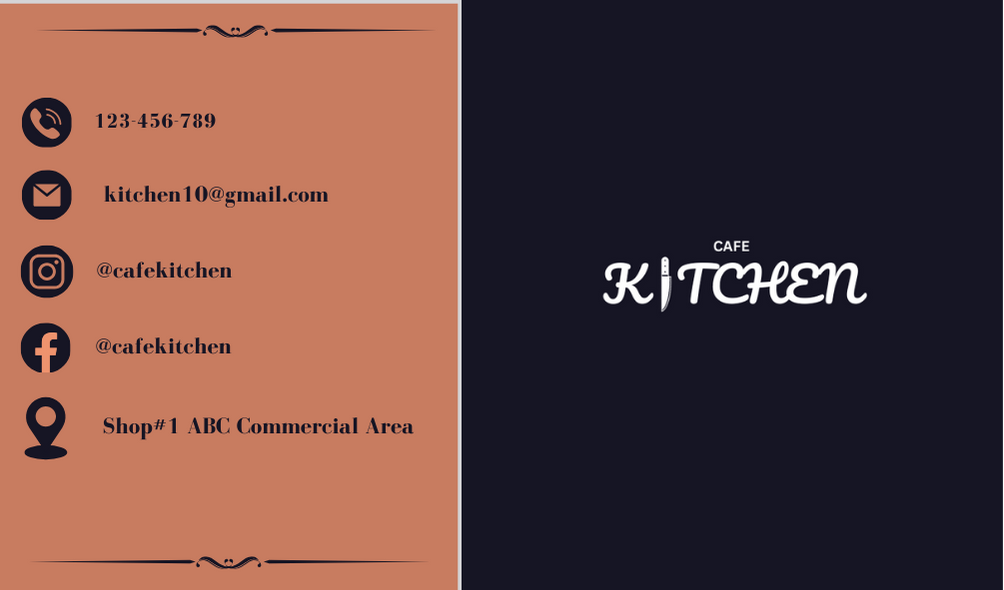 123-456-789
kitchen10@gmail.com
@cafekitchen
@cafekitchen
Shop#1 ABC Commercial Area
CAFE
KITCHEN